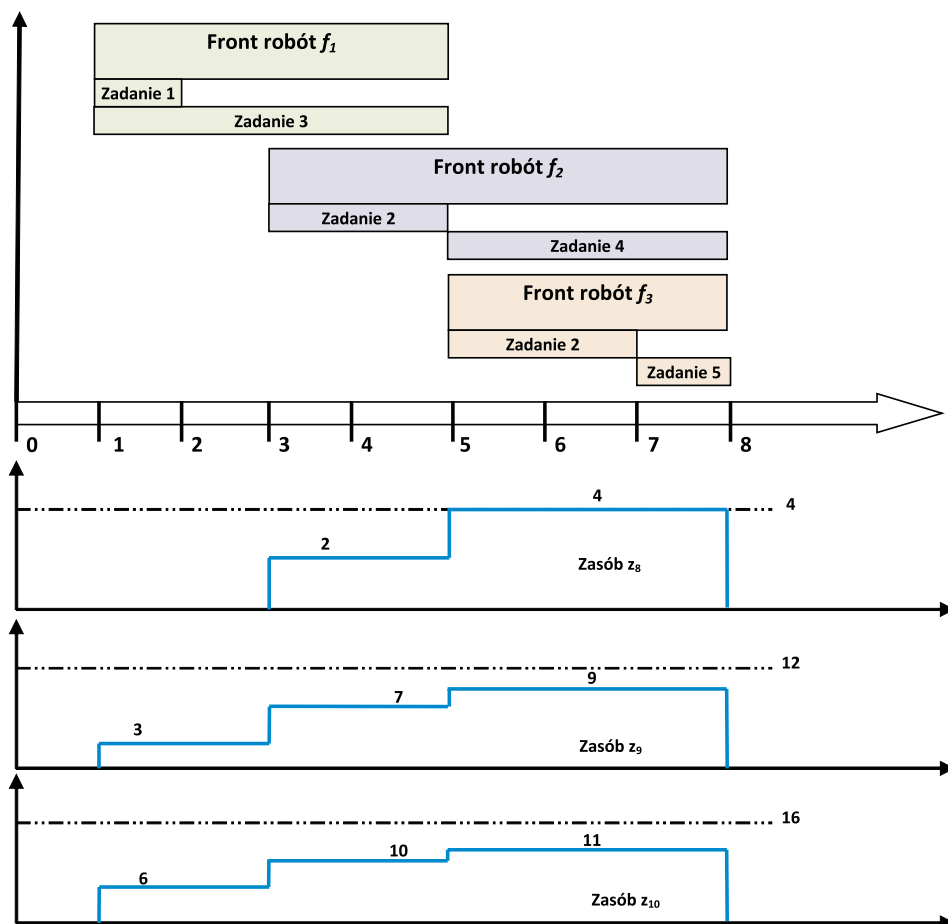 Front robót f₁
Zadanie 1
Zadanie 3
Front robót f₂
Zadanie 2
Zadanie 4
Front robót f₃
Zadanie 2
Zadanie 5
0 1 2 3 4 5 6 7 8
4
4
2
Zasób z₈
12
9
7
3
Zasób z₉
16
11
10
6
Zasób z₁₀